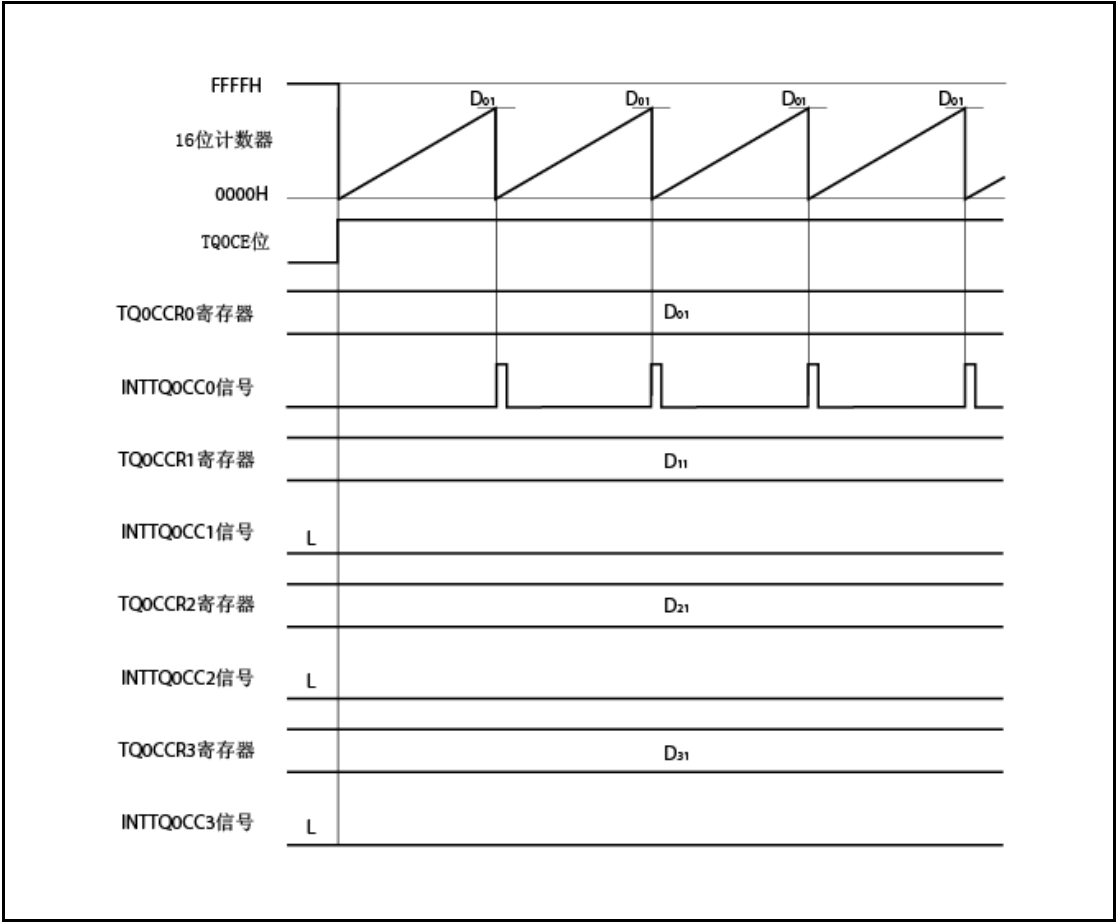 FFFFH
D01 D01 D01 D01
16位计数器
0000H
TQ0CE位
TQ0CCR0寄存器 D01
INTTQ0CC0信号
TQ0CCR1寄存器 D11
INTTQ0CC1信号 L
TQ0CCR2寄存器 D21
INTTQ0CC2信号 L
TQ0CCR3寄存器 D31
INTTQ0CC3信号 L